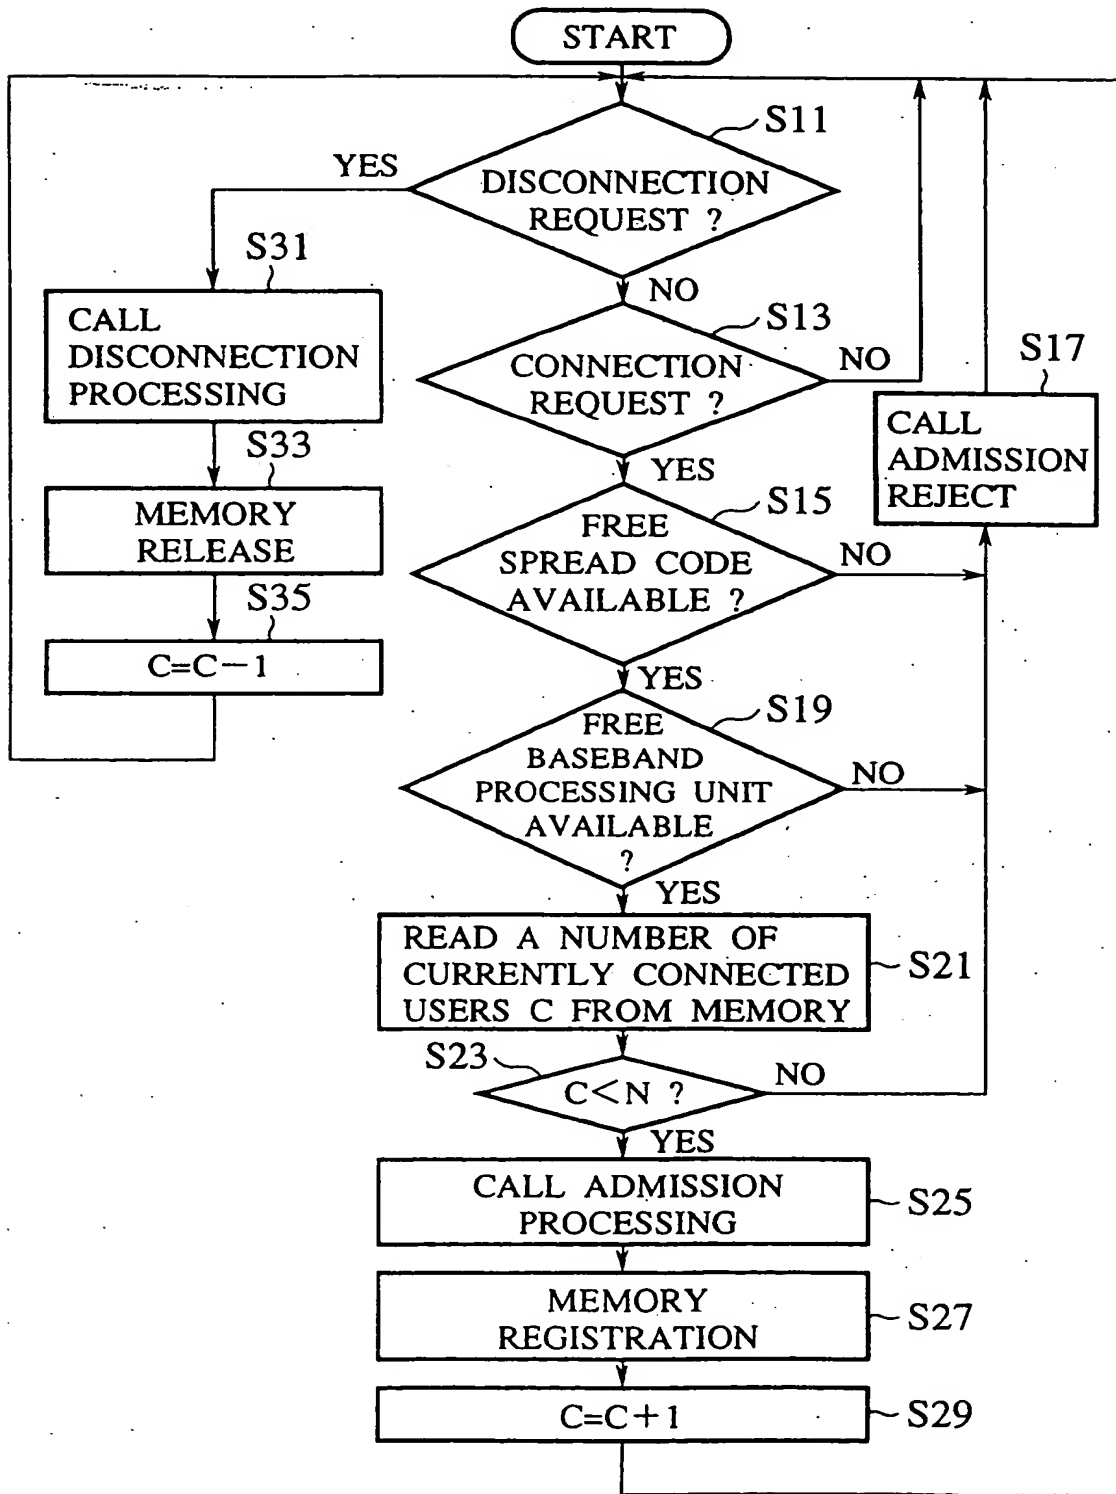 START
S11
YES
DISCONNECTION
REQUEST ?
S31
NO
CALL
DISCONNECTION
PROCESSING
S13
NO
CONNECTION
REQUEST ?
S17
CALL
ADMISSION
REJECT
S33
YES
MEMORY
RELEASE
S15
FREE
SPREAD CODE
AVAILABLE ?
NO
S35
C=C−1
YES
S19
FREE
BASEBAND
PROCESSING UNIT
AVAILABLE
?
NO
YES
READ A NUMBER OF
CURRENTLY CONNECTED
USERS C FROM MEMORY
S21
S23
C<N ?
NO
YES
CALL ADMISSION
PROCESSING
S25
MEMORY
REGISTRATION
S27
C=C+1
S29